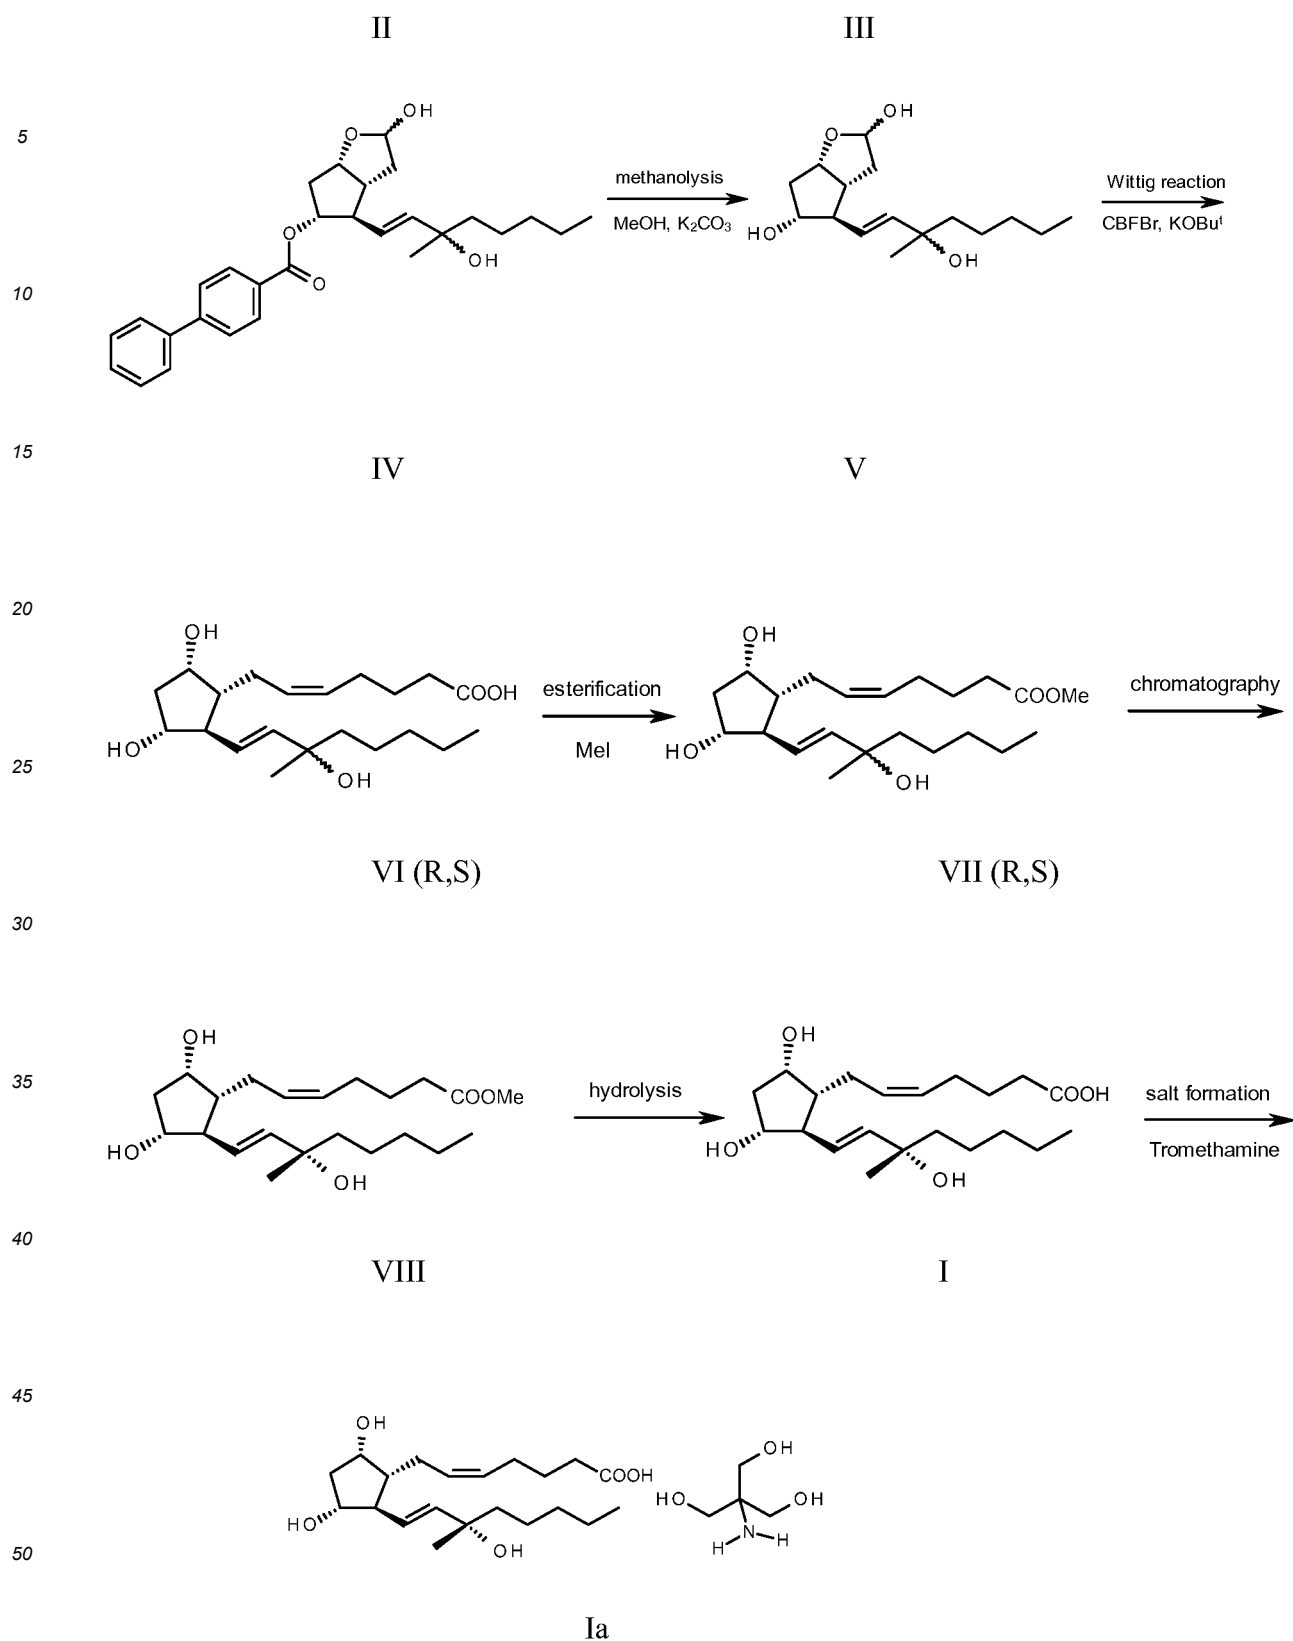 II III
5
OH OH
O O
methanolysis
MeOH, K2CO3
Wittig reaction
CBFBr, KOBu^t
O HO
OH OH
O
10
15
IV V
20
OH OH
COOH COOMe
esterification
MeI
chromatography
HO HO
OH OH
25
VI (R,S) VII (R,S)
30
OH OH
35
COOMe COOH
hydrolysis
salt formation
Tromethamine
HO HO
OH OH
40
VIII I
45
OH
OH
COOH
HO OH
HO
OH
N
H H
50
Ia